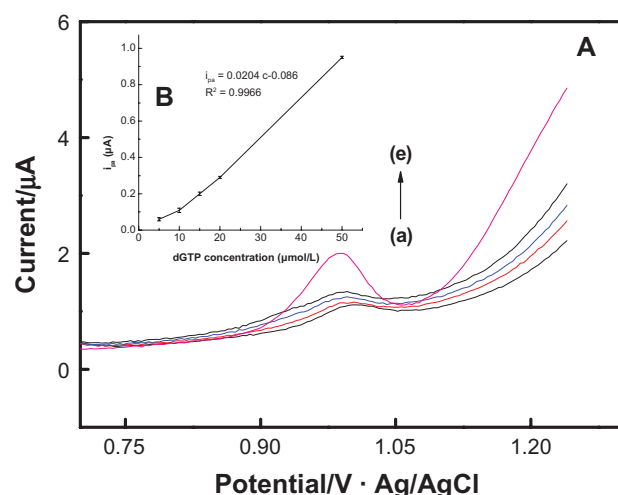 6
A
1.0
i_pa = 0.0204 c-0.086
R² = 0.9966
B
0.8
0.6
i_pa (μA)
0.4
0.2
0.0
0 10 20 30 40 50
dGTP concentration (μmol/L)
(e)
(a)
4
Current/μA
2
0
0.75 0.90 1.05 1.20
Potential/V · Ag/AgCl